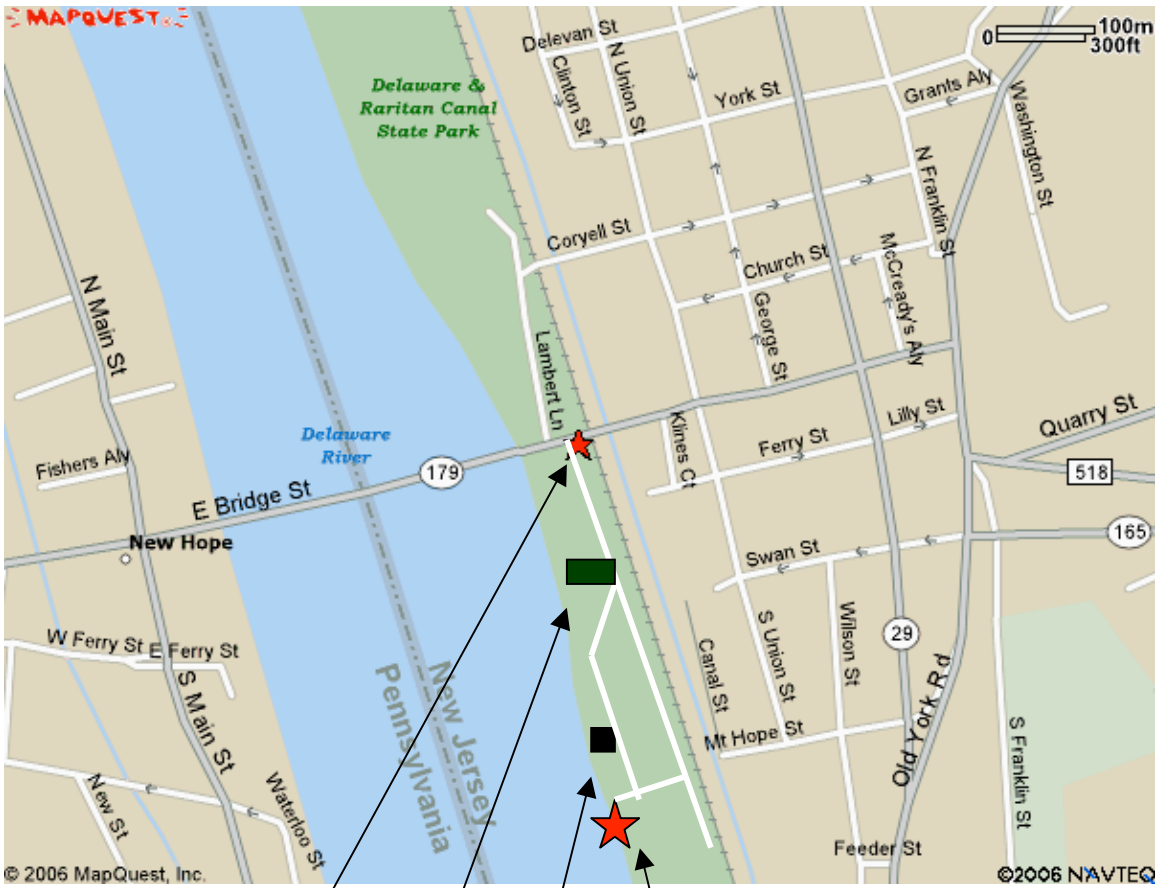 MAPQUEST
0 100m
300ft
Delevan St
Clinton St
N Union St
York St
Grants Aly
Washington St
Delaware &
Raritan Canal
State Park
N Franklin St
Coryell St
Church St
McCready's Aly
George St
N Main St
Lambert Ln
Lilly St
Quarry St
Klines Ct
Ferry St
Delaware
River
Fishers Aly
179
518
E Bridge St
165
New Hope
Swan St
W Ferry St
E Ferry St
S Main St
S Union St
Wilson St
Canal St
29
Mt Hope St
Old York Rd
S Franklin St
New Jersey
Pennsylvania
New St
Waterloo St
Feeder St
© 2006 MapQuest, Inc.
©2006 NAVTEQ